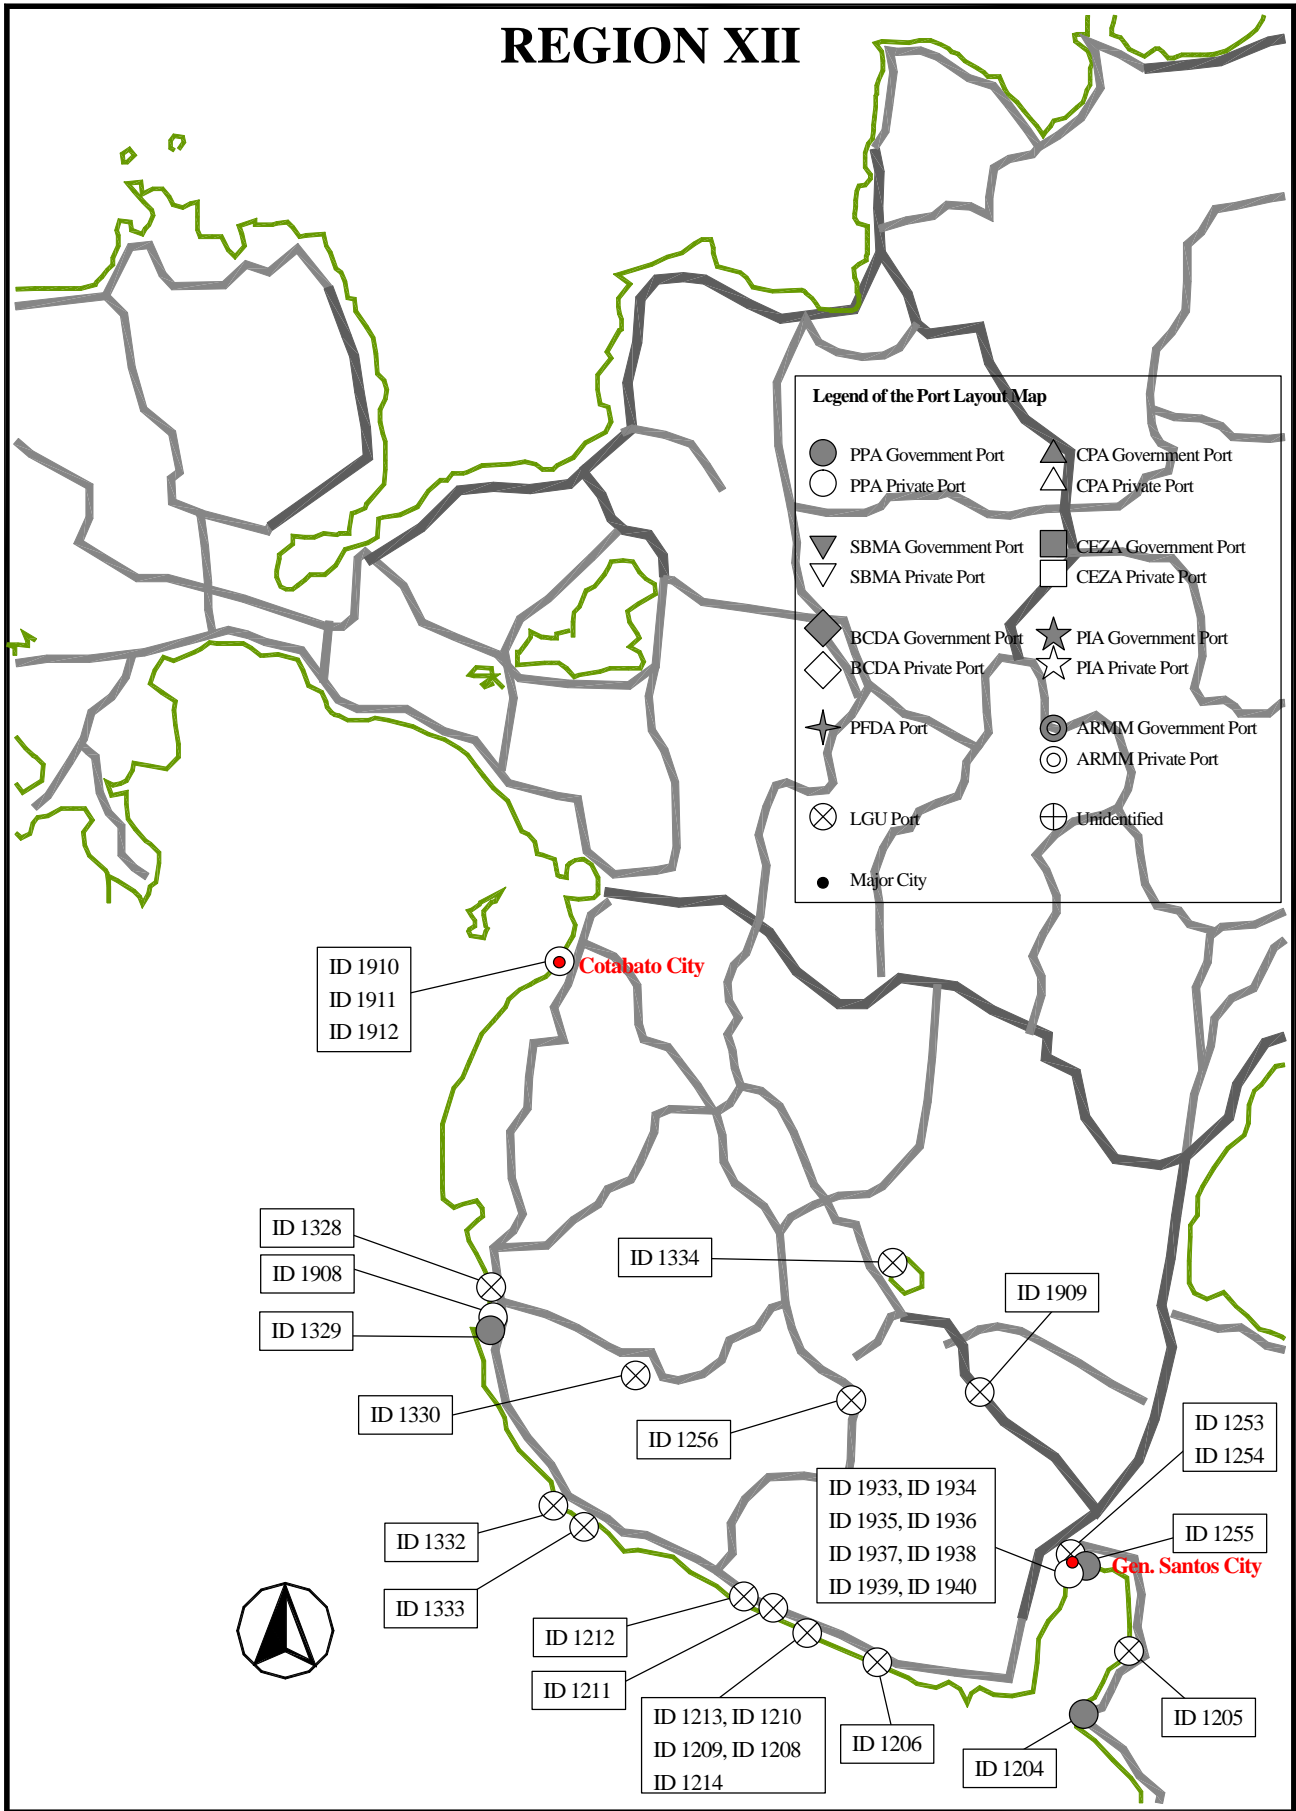 REGION XII
Legend of the Port Layout Map
PPA Government Port
CPA Government Port
PPA Private Port
CPA Private Port
SBMA Government Port
CEZA Government Port
SBMA Private Port
CEZA Private Port
BCDA Government Port
PIA Government Port
BCDA Private Port
PIA Private Port
PFDA Port
ARMM Government Port
ARMM Private Port
LGU Port
Unidentified
Major City
ID 1910
ID 1911
ID 1912
Cotabato City
ID 1328
ID 1908
ID 1329
ID 1334
ID 1909
ID 1330
ID 1256
ID 1253
ID 1254
ID 1933, ID 1934
ID 1935, ID 1936
ID 1937, ID 1938
ID 1939, ID 1940
ID 1255
Gen. Santos City
ID 1332
ID 1333
ID 1212
ID 1211
ID 1213, ID 1210
ID 1209, ID 1208
ID 1214
ID 1206
ID 1205
ID 1204